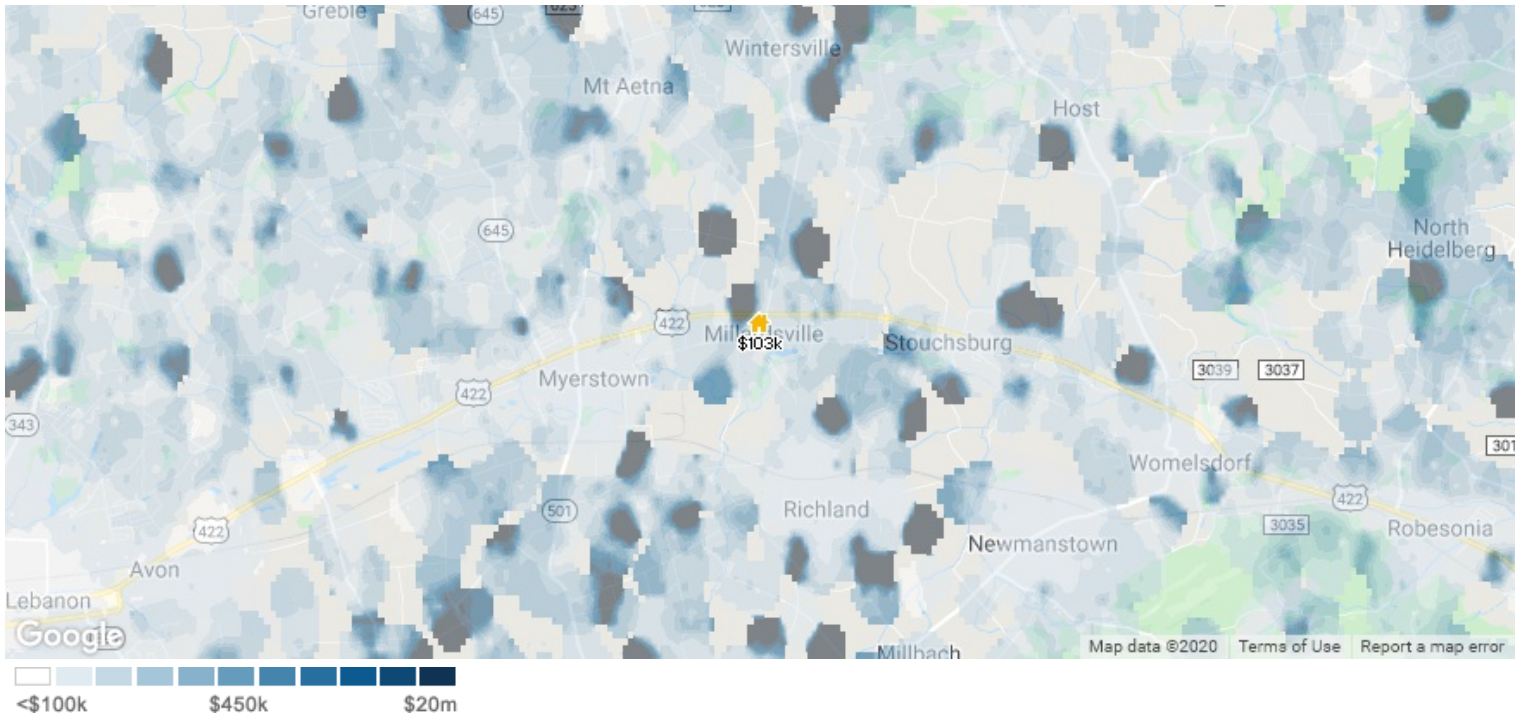 Greble
645
Wintersville
Mt Aetna
Host
645
North
Heidelberg
422
$103k
Stouchsburg
3039
3037
Myerstown
422
343
Womelsdorf
422
501
Richland
3035
Robesonia
422
Newmanstown
Avon
Lebanon
Google
Millbach
Map data ©2020
Terms of Use
Report a map error
<$100k
$450k
$20m